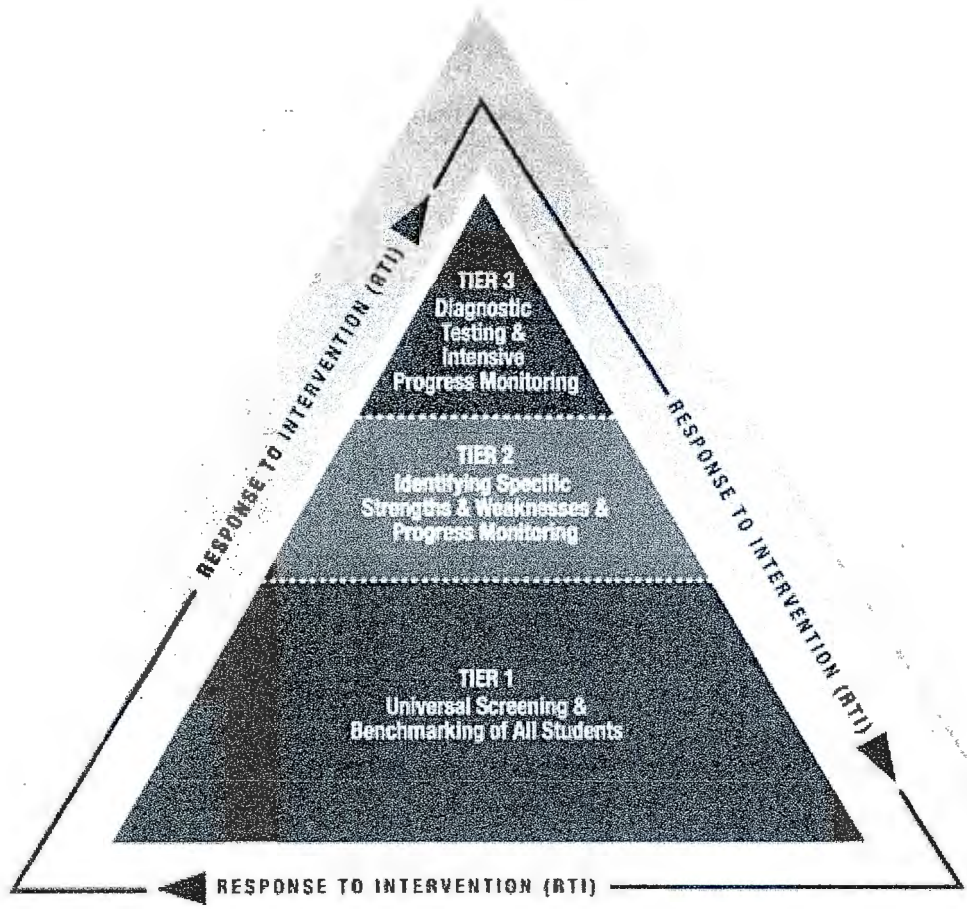 RESPONSE TO INTERVENTION (RTI)
RESPONSE TO INTERVENTION (RTI)
TIER 3
Diagnostic
Testing &
Intensive
Progress Monitoring
TIER 2
Identifying Specific
Strengths & Weaknesses &
Progress Monitoring
TIER 1
Universal Screening &
Benchmarking of All Students
RESPONSE TO INTERVENTION (RTI)